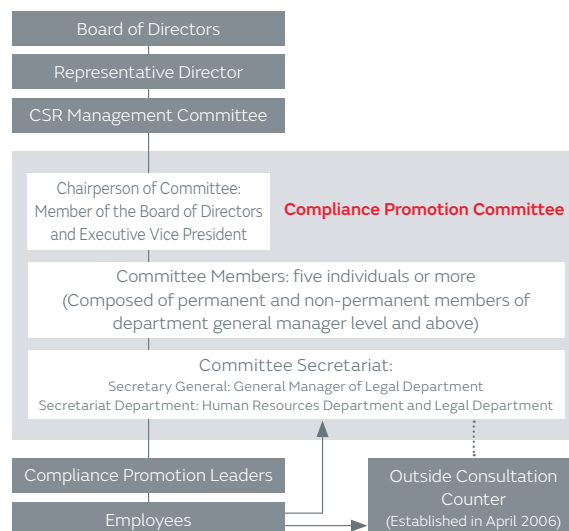 Board of Directors
Representative Director
CSR Management Committee
Chairperson of Committee:
Member of the Board of Directors
and Executive Vice President
Compliance Promotion Committee
Committee Members: five individuals or more
(Composed of permanent and non-permanent members of
department general manager level and above)
Committee Secretariat:
Secretary General: General Manager of Legal Department
Secretariat Department: Human Resources Department and Legal Department
Compliance Promotion Leaders
Employees
Outside Consultation
Counter
(Established in April 2006)